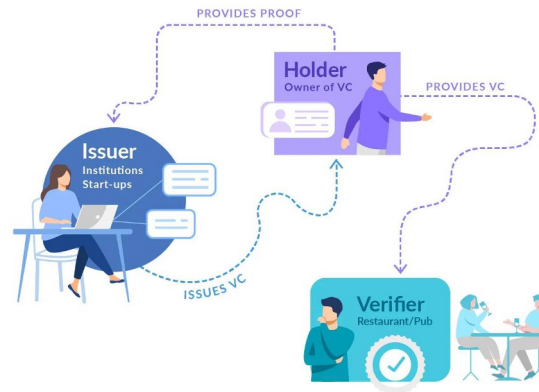 PROVIDES PROOF
Holder
Owner of VC
PROVIDES VC
Issuer
Institutions
Start-ups
ISSUES VC
Verifier
Restaurant/Pub